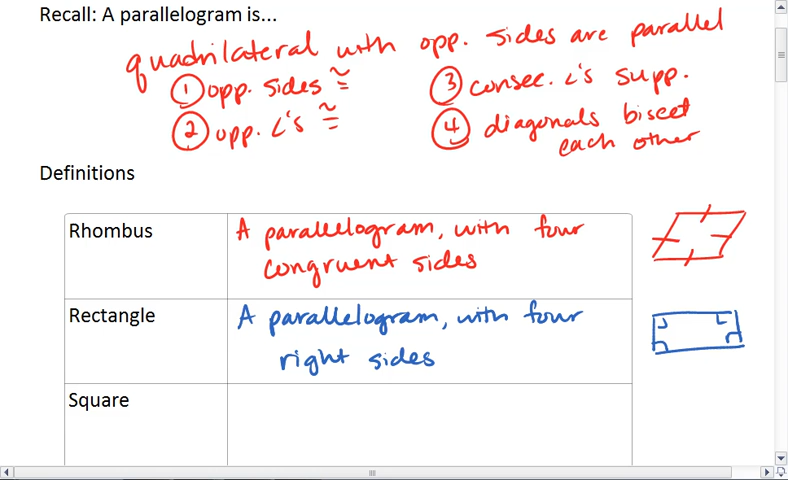 Recall: A parallelogram is...
quadrilateral with opp. sides are parallel
① opp. sides ≅
③ consec. ∠'s supp.
② opp. ∠'s ≅
④ diagonals bisect
each other
Definitions
Rhombus
A parallelogram, with four
congruent sides
Rectangle
A parallelogram, with four
right sides
Square